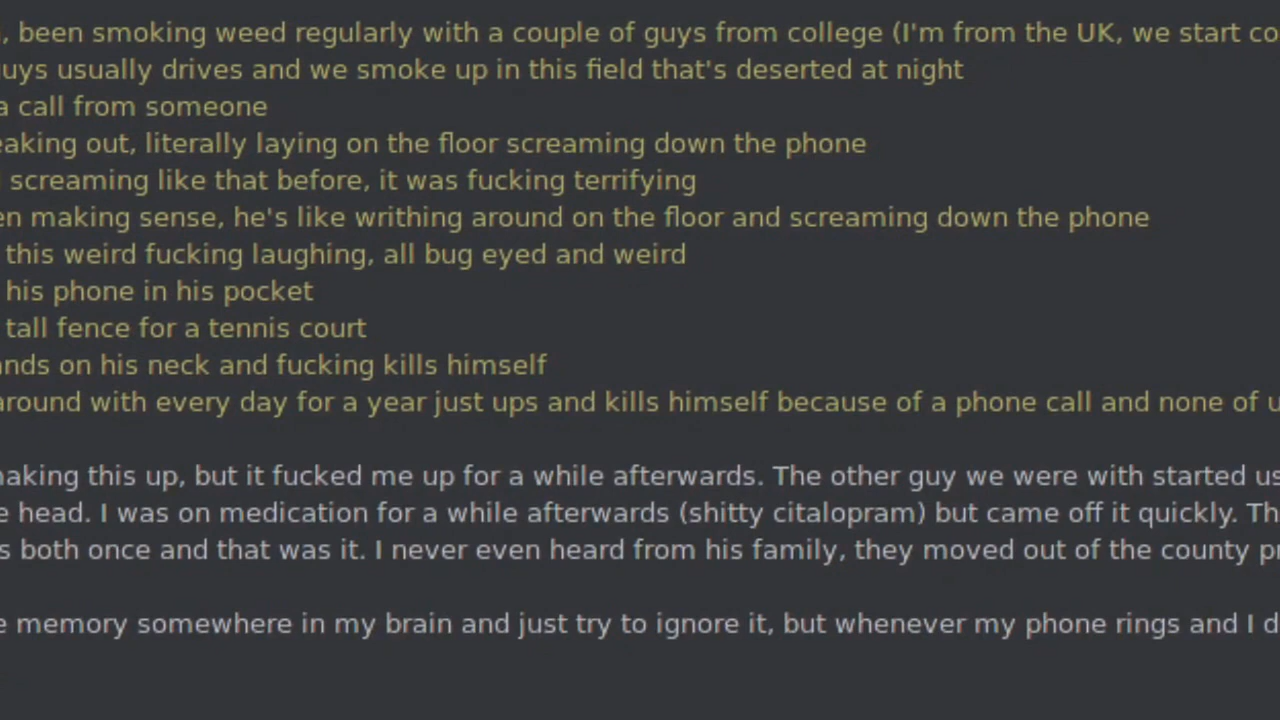 , been smoking weed regularly with a couple of guys from college (I'm from the UK, we start co
guys usually drives and we smoke up in this field that's deserted at night
a call from someone
eaking out, literally laying on the floor screaming down the phone
screaming like that before, it was fucking terrifying
en making sense, he's like writhing around on the floor and screaming down the phone
this weird fucking laughing, all bug eyed and weird
his phone in his pocket
tall fence for a tennis court
ands on his neck and fucking kills himself
around with every day for a year just ups and kills himself because of a phone call and none of u
naking this up, but it fucked me up for a while afterwards. The other guy we were with started us
e head. I was on medication for a while afterwards (shitty citalopram) but came off it quickly. Th
s both once and that was it. I never even heard from his family, they moved out of the county pr
e memory somewhere in my brain and just try to ignore it, but whenever my phone rings and I d